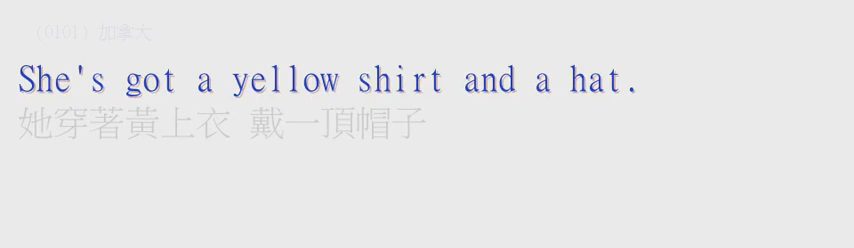 (0101) 加拿大
She's got a yellow shirt and a hat.
她穿著黃上衣 戴一頂帽子